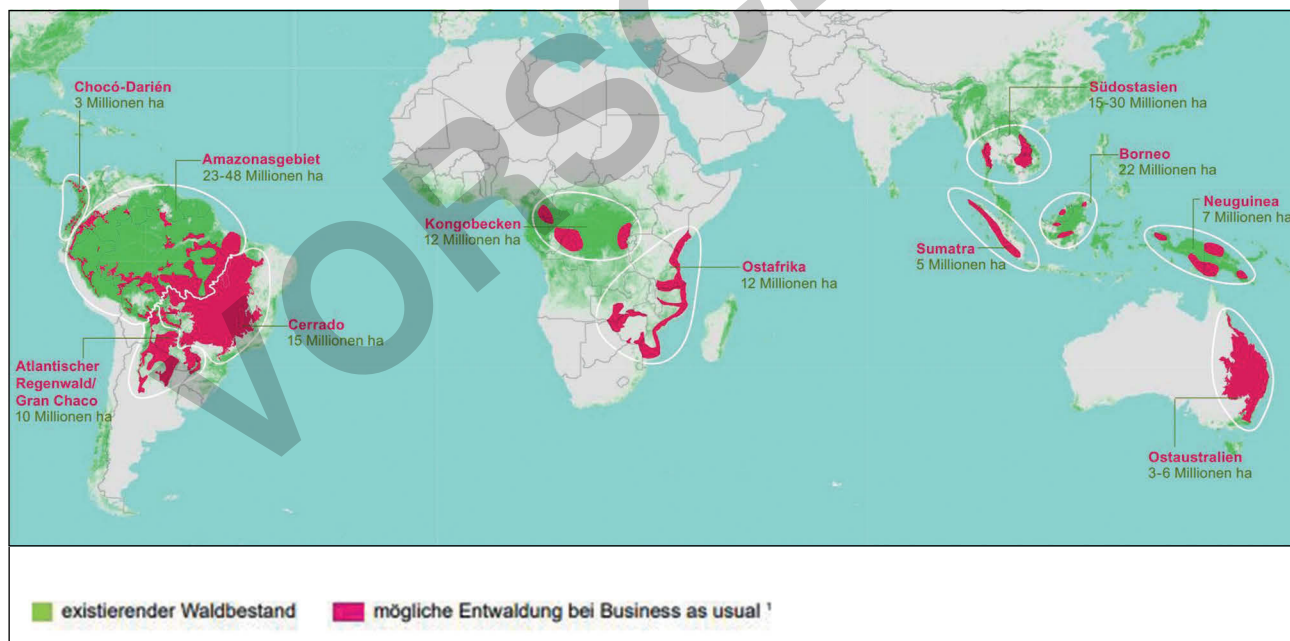 Chocó-Darién
3 Millionen ha
Amazonasgebiet
23-48 Millionen ha
Kongobecken
12 Millionen ha
Ostafrika
12 Millionen ha
Cerrado
15 Millionen ha
Atlantischer
Regenwald/
Gran Chaco
10 Millionen ha
Südostasien
15-30 Millionen ha
Borneo
22 Millionen ha
Neuguinea
7 Millionen ha
Sumatra
5 Millionen ha
Ostaustralien
3-6 Millionen ha
existierender Waldbestand
mögliche Entwaldung bei Business as usual ¹
VORSC